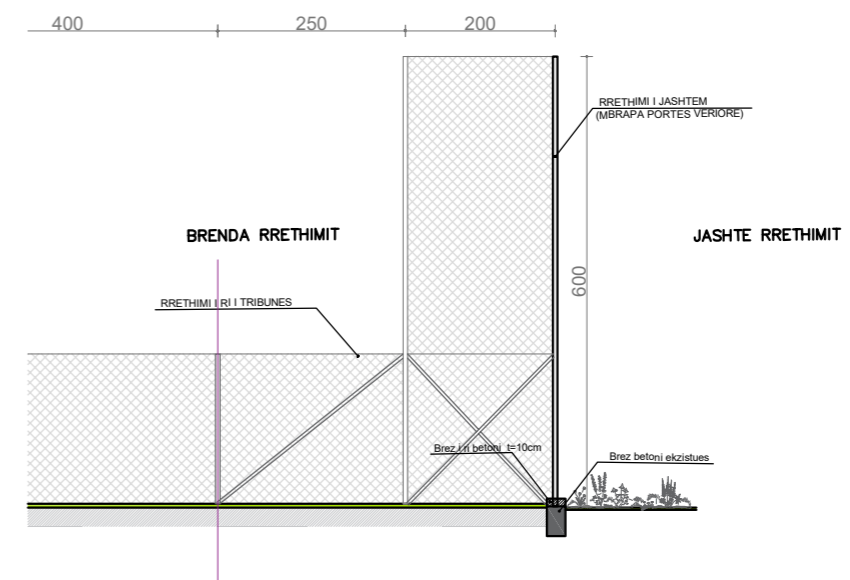 400 250 200
RRETHIMI I JASHTEM
(MBRAPA PORTES VERIORE)
BRENDA RRETHIMIT
JASHTE RRETHIMIT
600
RRETHIMI I RI I TRIBUNES
Brez i ri betoni t=10cm
Brez betoni ekzistues